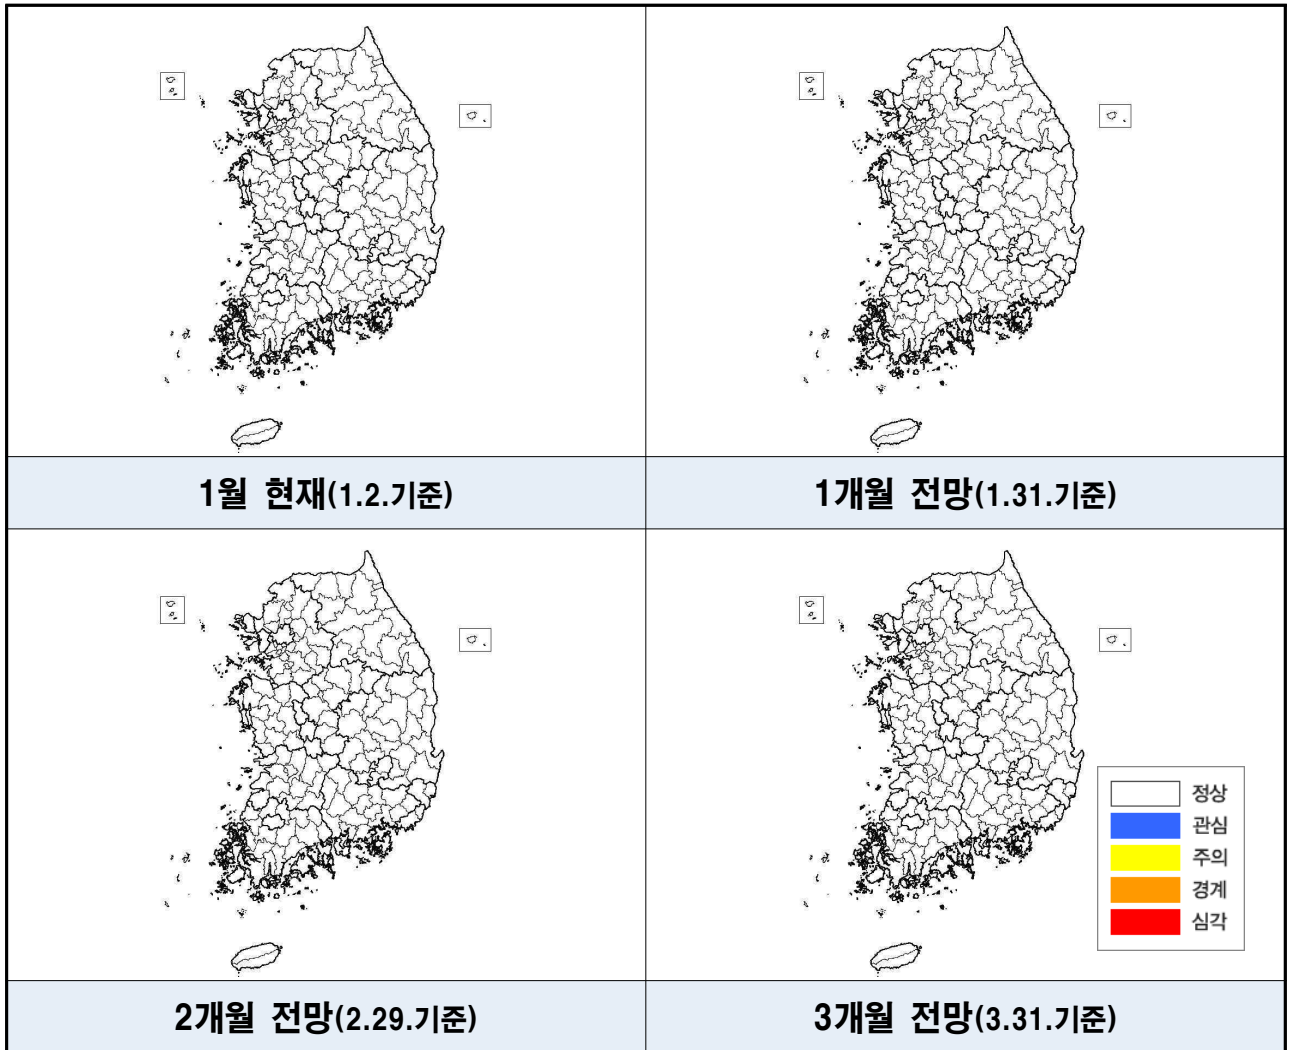 1월 현재(1.2.기준)
1개월 전망(1.31.기준)
정상
관심
주의
경계
심각
2개월 전망(2.29.기준)
3개월 전망(3.31.기준)